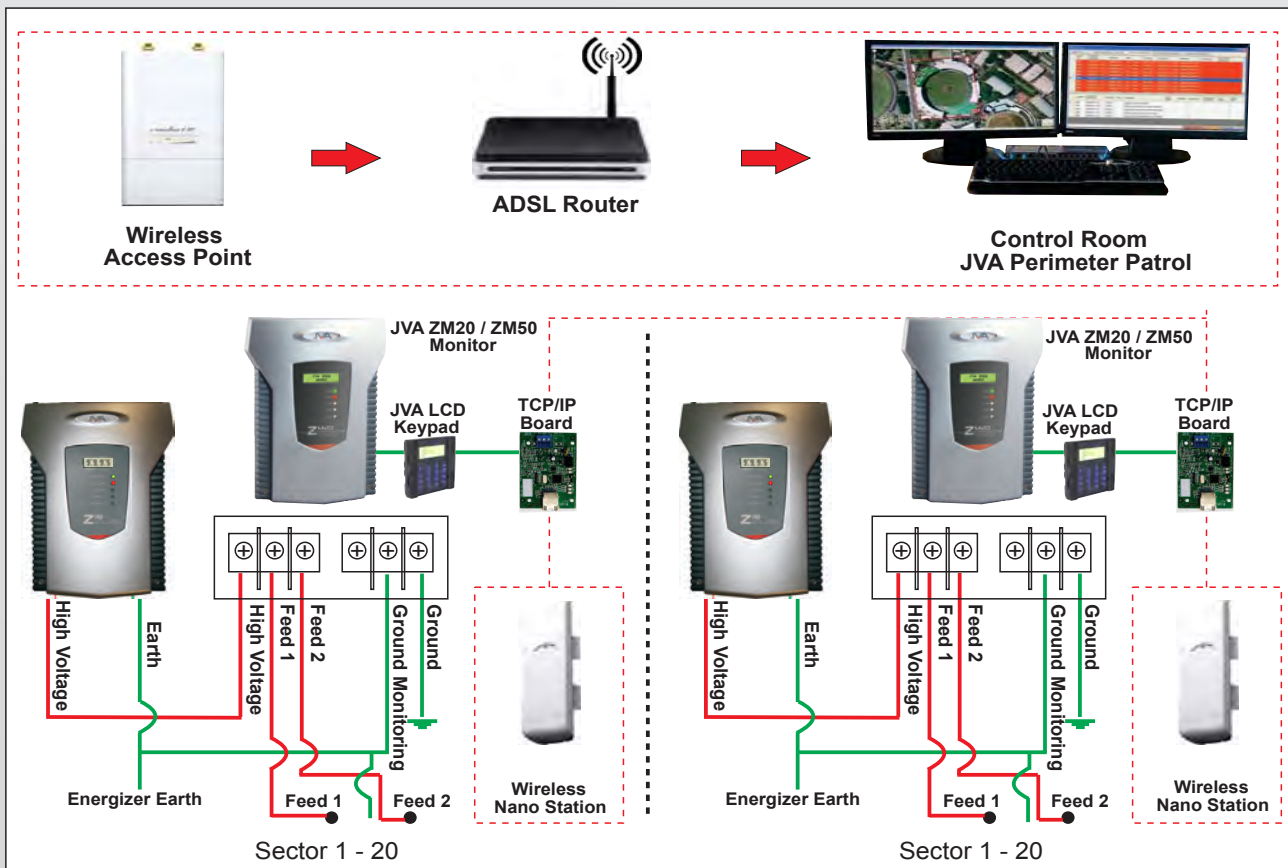 Wireless
Access Point
ADSL Router
Control Room
JVA Perimeter Patrol
JVA ZM20 / ZM50
Monitor
JVA
JVA LCD
Keypad
TCP/IP
Board
JVA
High Voltage
Earth
High Voltage
Feed 1
Feed 2
Ground Monitoring
Ground
Energizer Earth
Feed 1
Feed 2
Wireless
Nano Station
Sector 1 - 20
JVA ZM20 / ZM50
Monitor
JVA
JVA LCD
Keypad
TCP/IP
Board
JVA
High Voltage
Earth
High Voltage
Feed 1
Feed 2
Ground Monitoring
Ground
Energizer Earth
Feed 1
Feed 2
Wireless
Nano Station
Sector 1 - 20